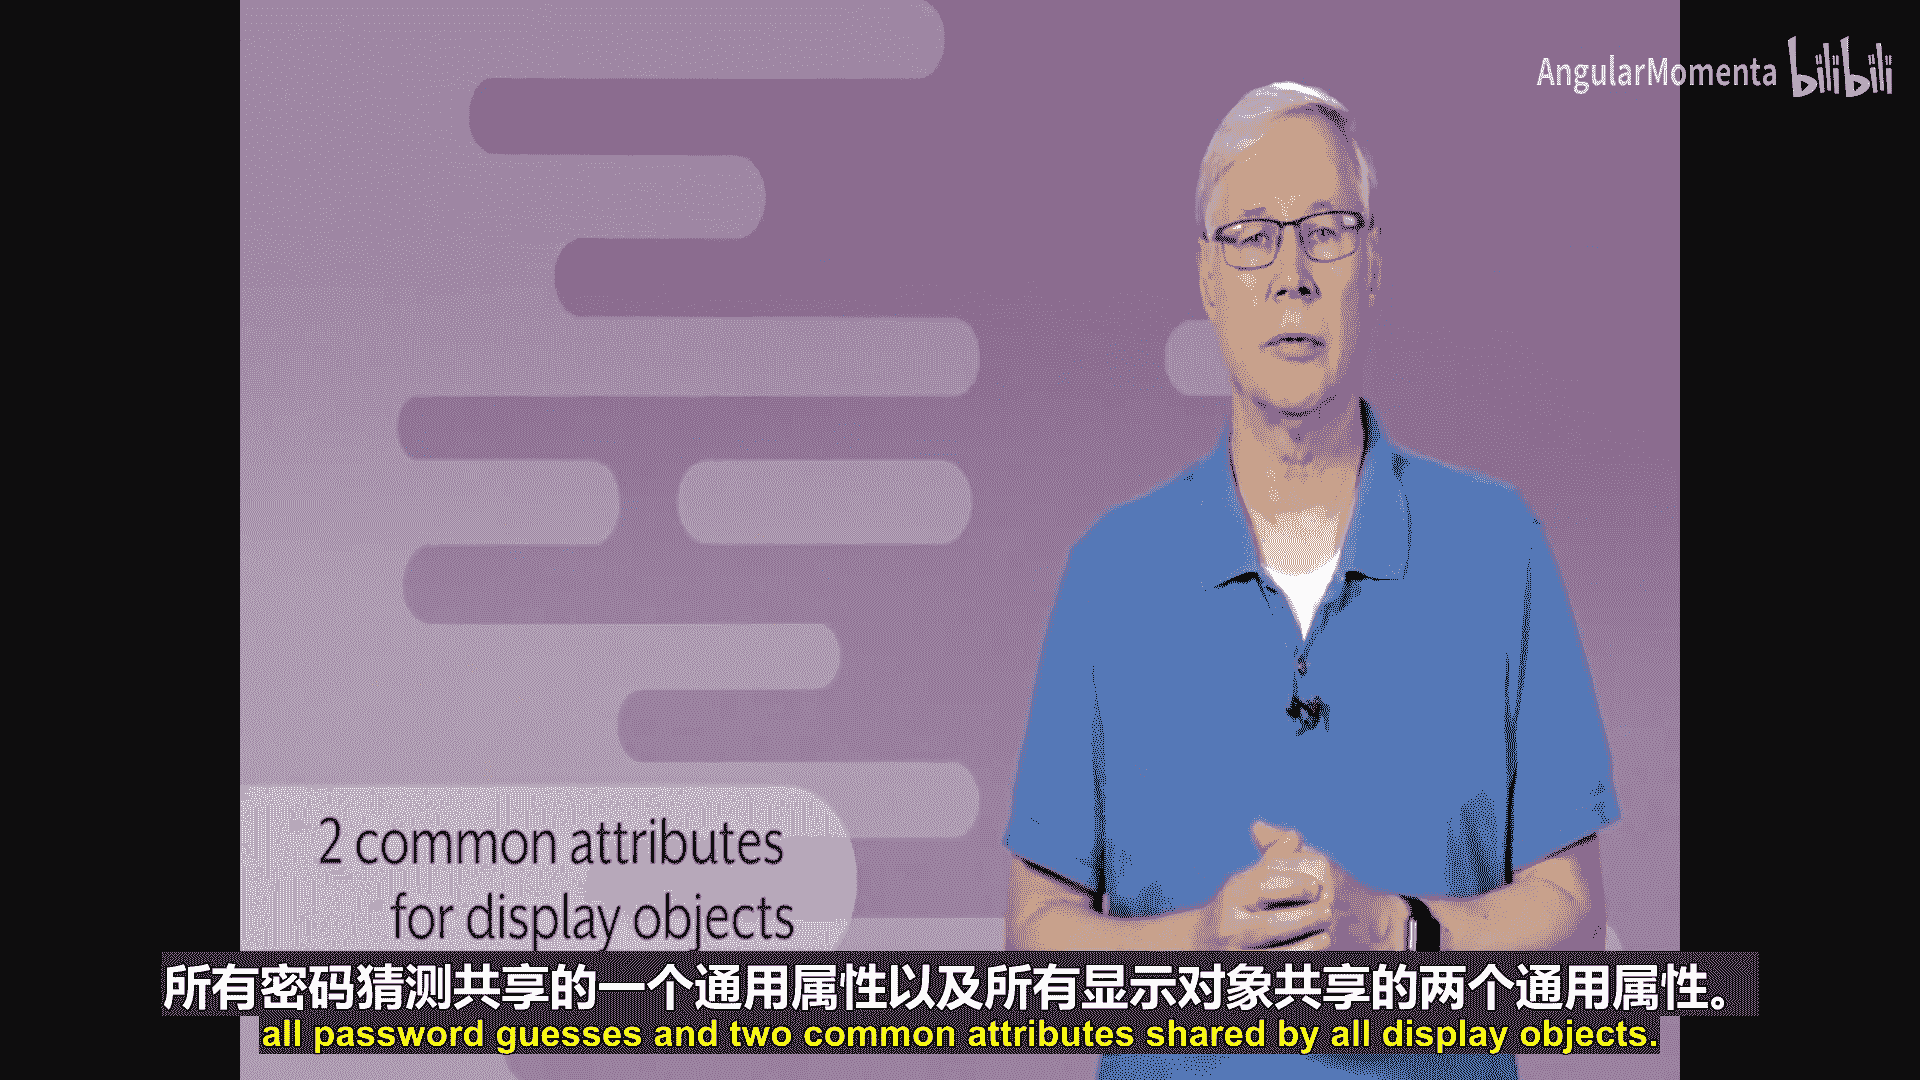 AngularMomenta bilibili
2 common attributes
for display objects
所有密码猜测共享的一个通用属性以及所有显示对象共享的两个通用属性。
all password guesses and two common attributes shared by all display objects.